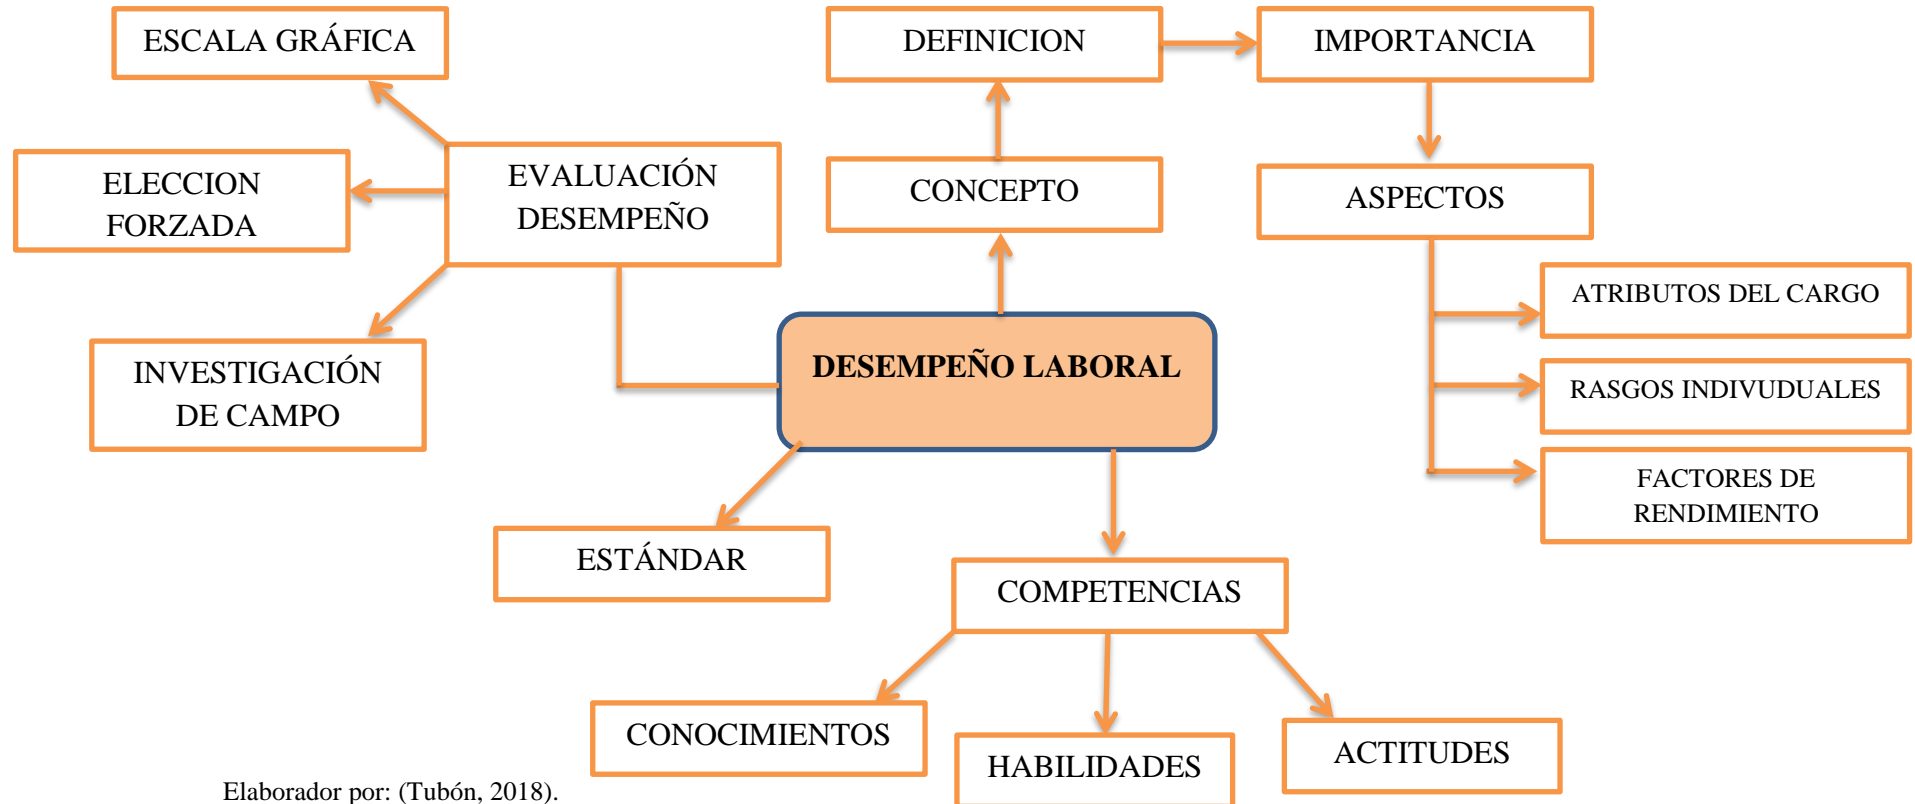 ESCALA GRÁFICA
DEFINICION
IMPORTANCIA
ELECCION
FORZADA
EVALUACIÓN
DESEMPEÑO
CONCEPTO
ASPECTOS
ATRIBUTOS DEL CARGO
INVESTIGACIÓN
DE CAMPO
DESEMPEÑO LABORAL
RASGOS INDIVUDUALES
FACTORES DE
RENDIMIENTO
ESTÁNDAR
COMPETENCIAS
CONOCIMIENTOS
HABILIDADES
ACTITUDES
Elaborador por: (Tubón, 2018).